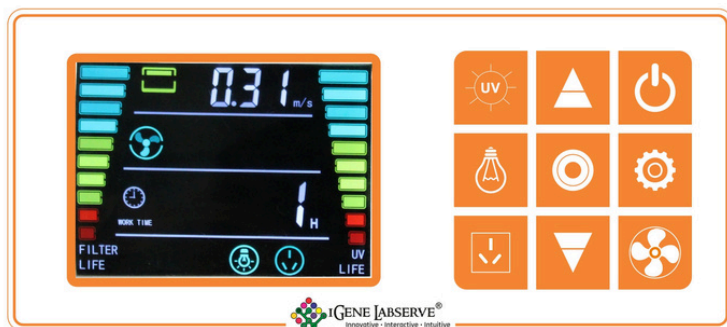 0.31 m/s
1 H
WORK TIME
FILTER
LIFE
UV
LIFE
UV
iGENE LABSERVE®
Innovative • Interactive • Intuitive